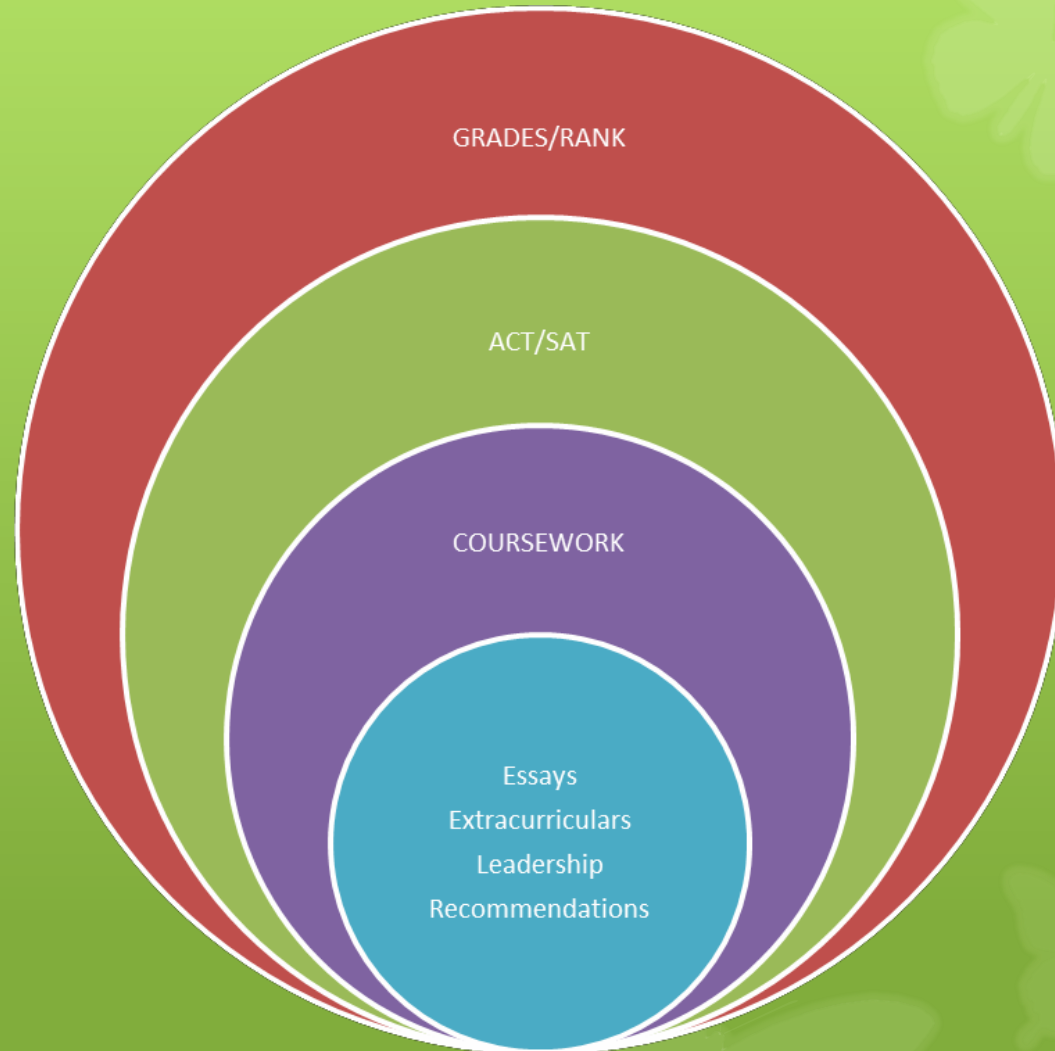 GRADES/RANK
ACT/SAT
COURSEWORK
Essays
Extracurriculars
Leadership
Recommendations